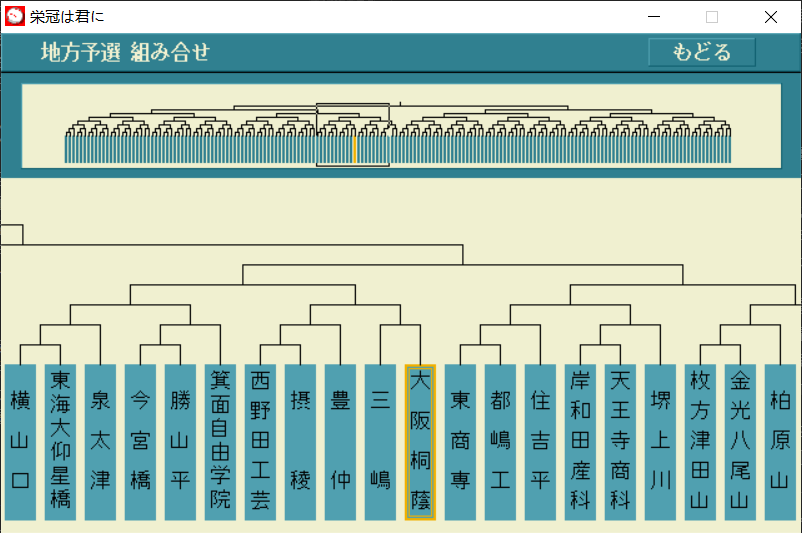 栄冠は君に
地方予選 組み合せ
もどる
横山口
東海大仰星橋
泉太津
今宮橋
勝山平
箕面自由学院
西野田工芸
摂稜
豊仲
三嶋
大阪桐蔭
東商専
都嶋工
住吉平
岸和田産科
天王寺商科
堺上川
枚方津田山
金光八尾山
柏原山